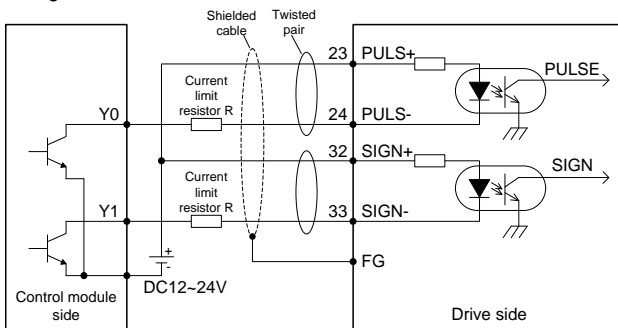 Shielded
cable
Twisted
pair
23 PULS+
PULSE
Current
limit
resistor R
Y0
24 PULS-
32 SIGN+
SIGN
Current
limit
resistor R
Y1
33 SIGN-
+
-
DC12~24V
FG
Control module
side
Drive side